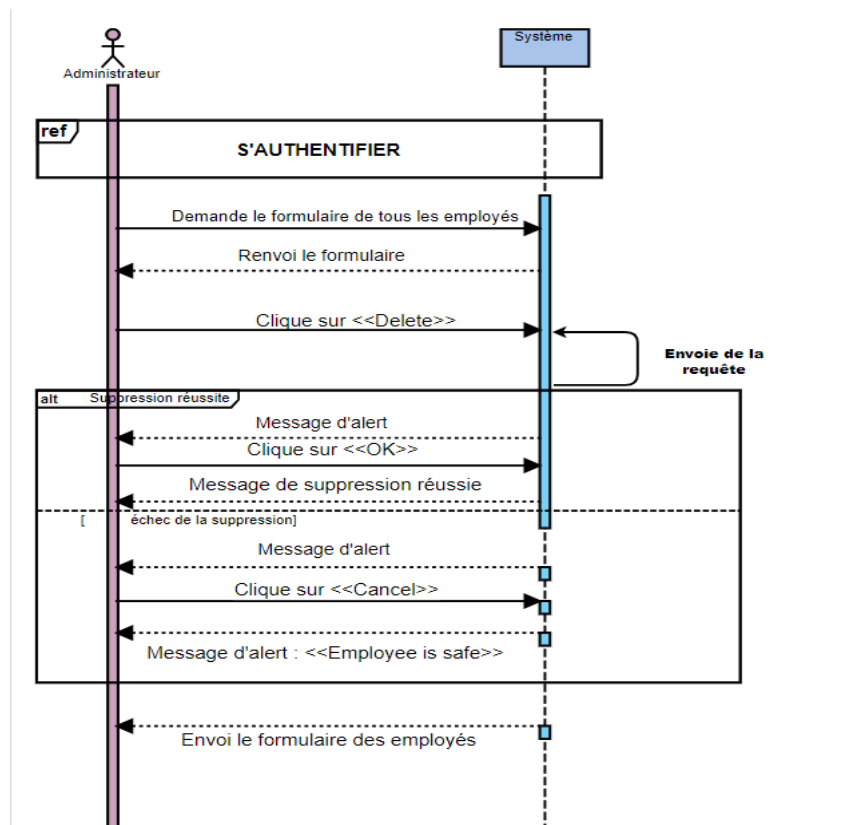 Système
Administrateur
ref
S'AUTHENTIFIER
Demande le formulaire de tous les employés
Renvoi le formulaire
Clique sur <<Delete>>
Envoie de la
requête
alt Suppression réussite
Message d'alert
Clique sur <<OK>>
Message de suppression réussie
[ échec de la suppression]
Message d'alert
Clique sur <<Cancel>>
Message d'alert : <<Employee is safe>>
Envoi le formulaire des employés